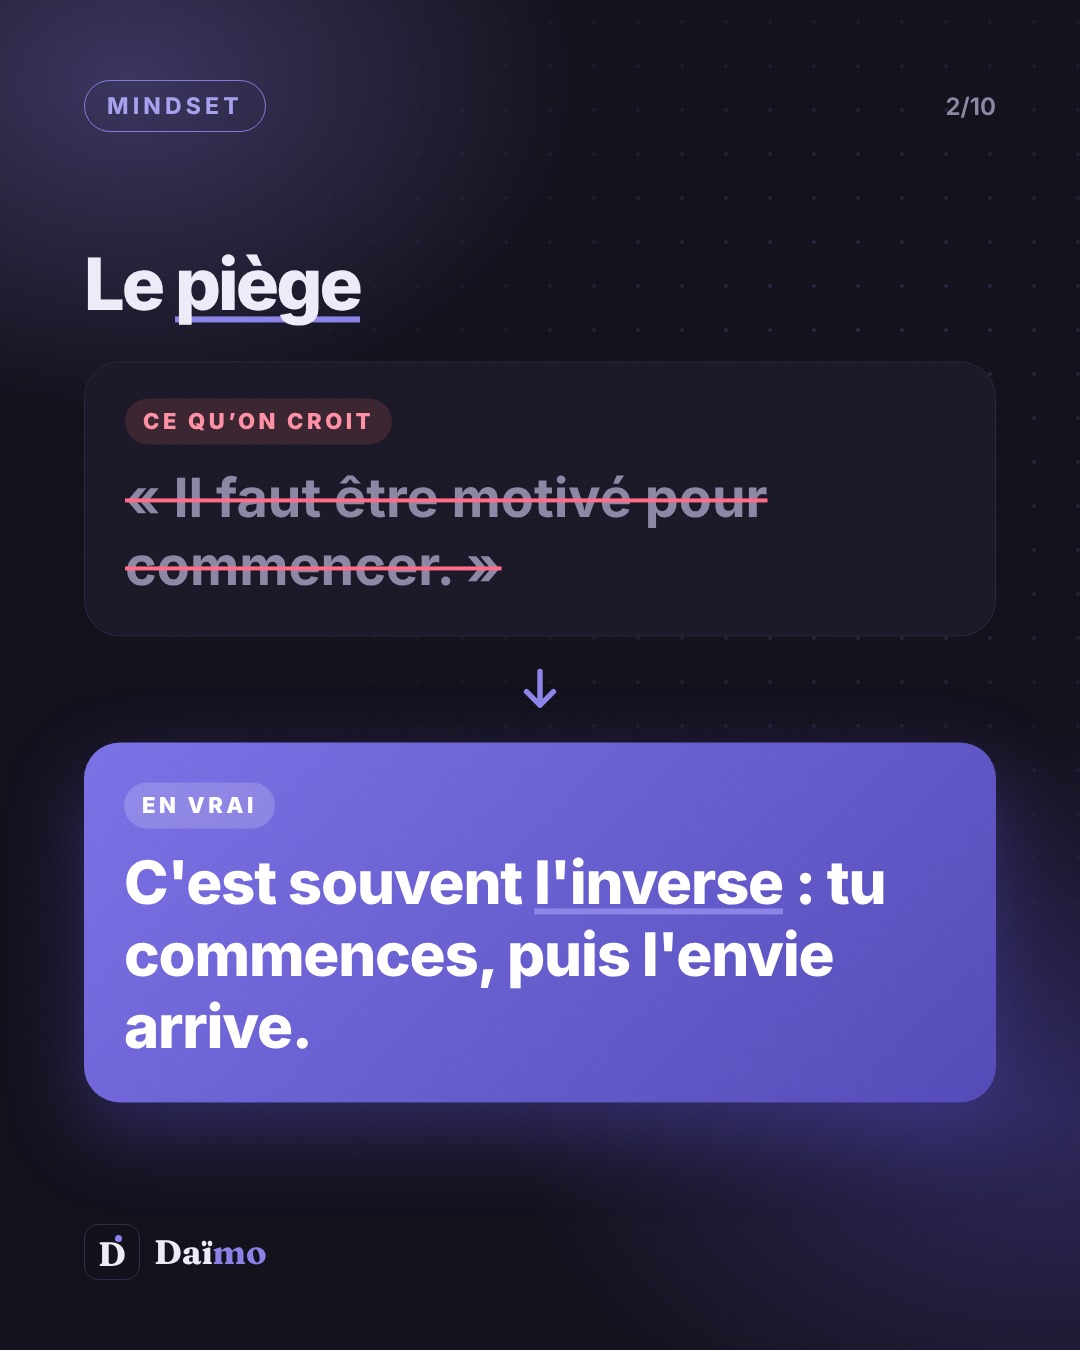 MINDSET
2/10
Le piège
CE QU’ON CROIT
« Il faut être motivé pour
commencer. »
EN VRAI
C'est souvent l'inverse : tu
commences, puis l'envie
arrive.
D Daïmo